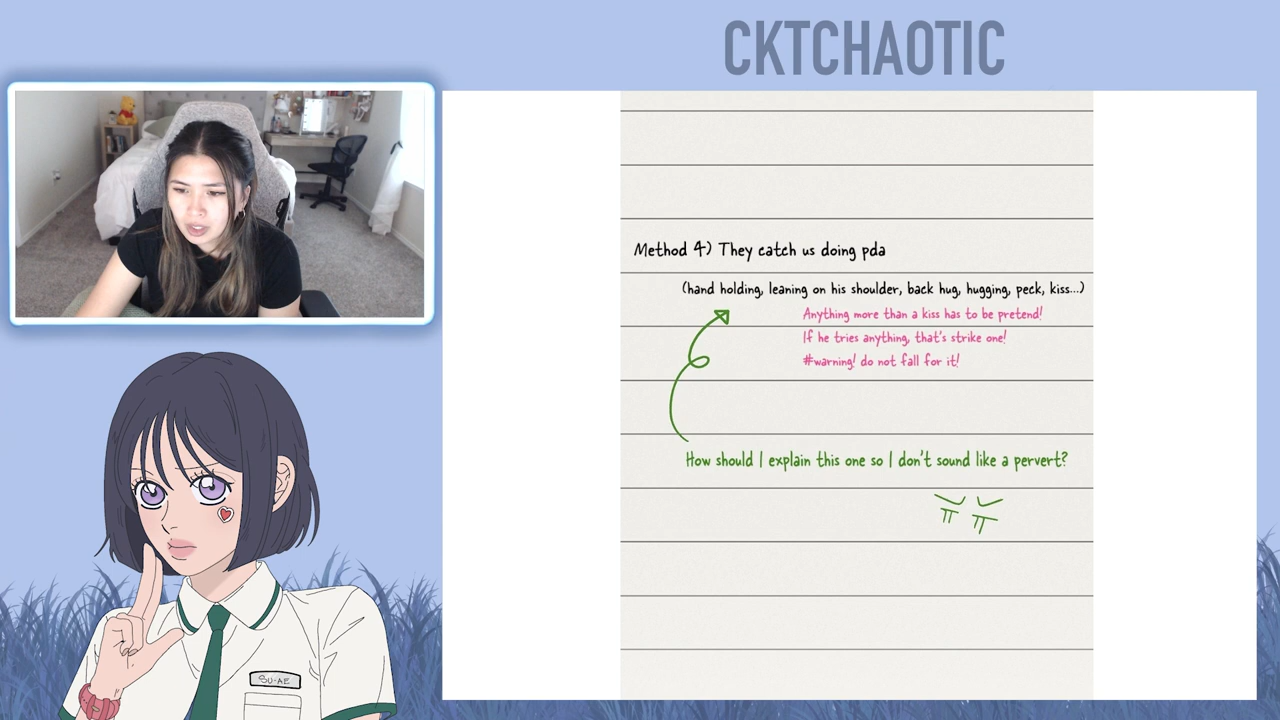 CKTCHAOTIC
Method 4) They catch us doing pda
(hand holding, leaning on his shoulder, back hug, hugging, peck, kiss...)
Anything more than a kiss has to be pretend!
If he tries anything, that's strike one!
#warning! do not fall for it!
How should I explain this one so I don't sound like a pervert?
SU-AE